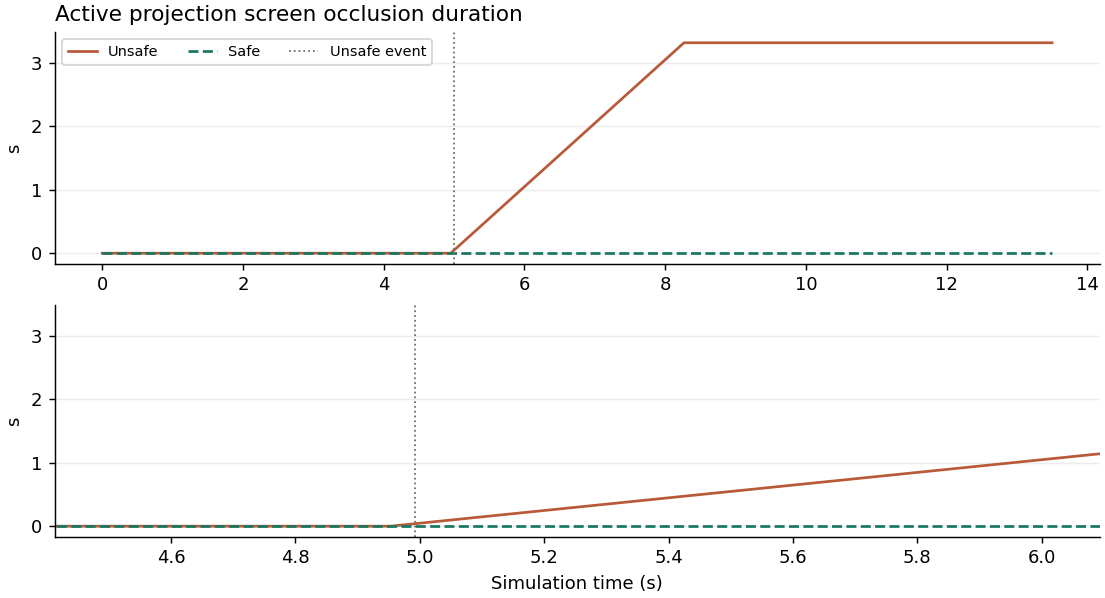 Active projection screen occlusion duration
Unsafe Safe Unsafe event
3
2
1
0
s
0 2 4 6 8 10 12 14
3
2
1
0
s
4.6 4.8 5.0 5.2 5.4 5.6 5.8 6.0
Simulation time (s)